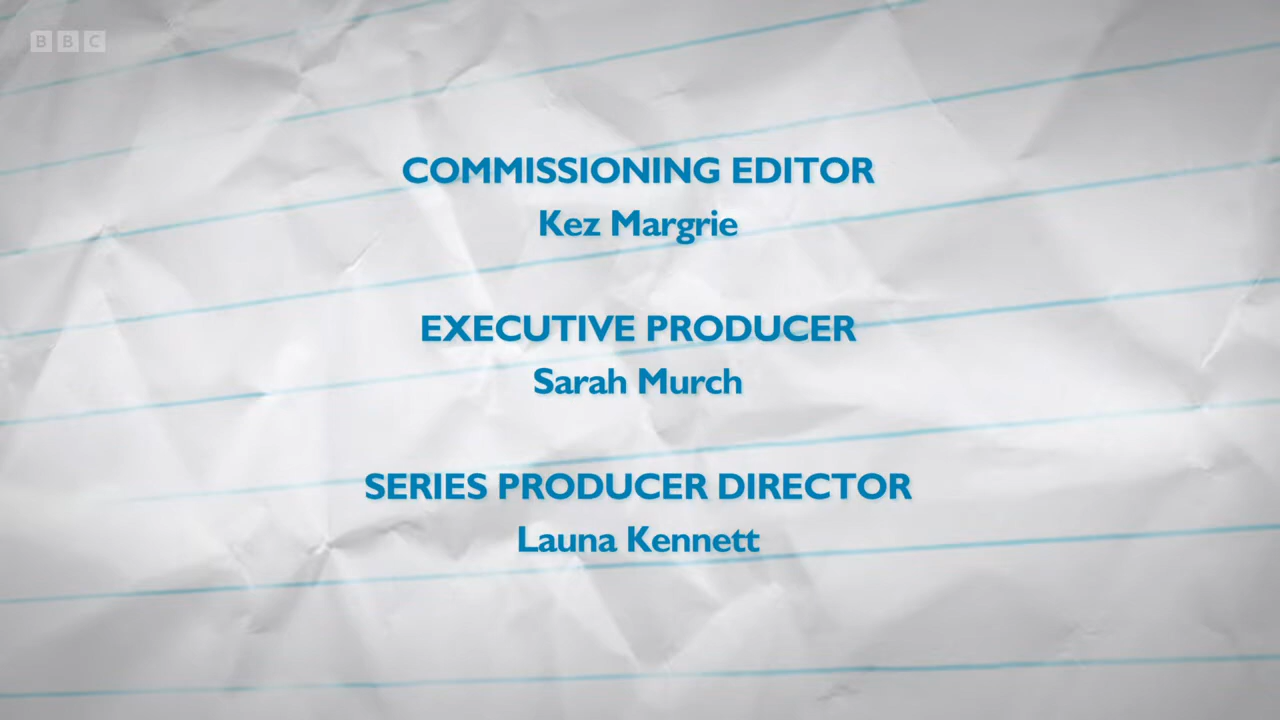 BBC
COMMISSIONING EDITOR
Kez Margrie
EXECUTIVE PRODUCER
Sarah Murch
SERIES PRODUCER DIRECTOR
Launa Kennett